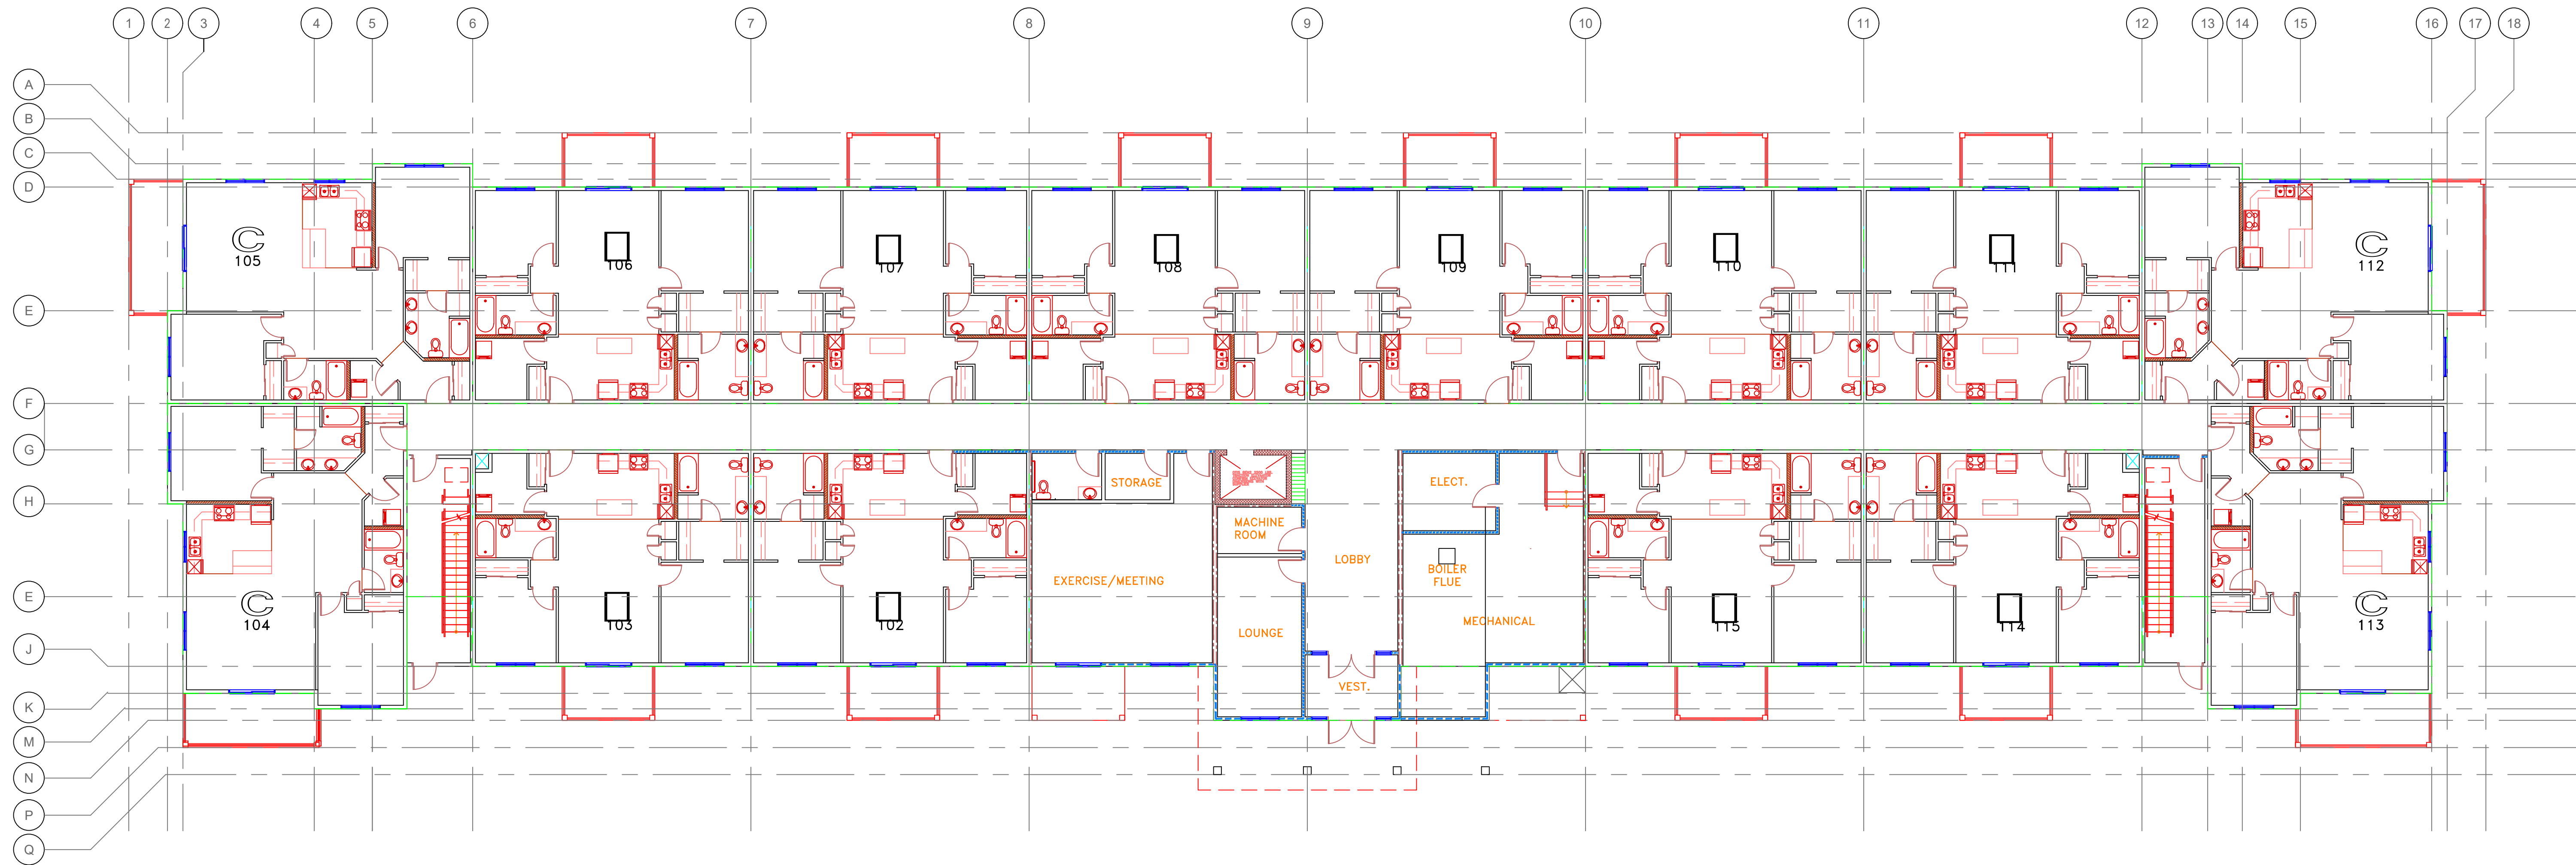 1 2 3 4 5 6 7 8 9 10 11 12 13 14 15 16 17 18
A
B
C
D
E
F
G
H
E
J
K
M
N
P
Q
C
105
106
107
108
109
110
111
C
112
STORAGE
ELECT.
MACHINE
ROOM
LOBBY
EXERCISE/MEETING
BOILER
FLUE
C
104
103
102
LOUNGE
MECHANICAL
115
114
C
113
VEST.